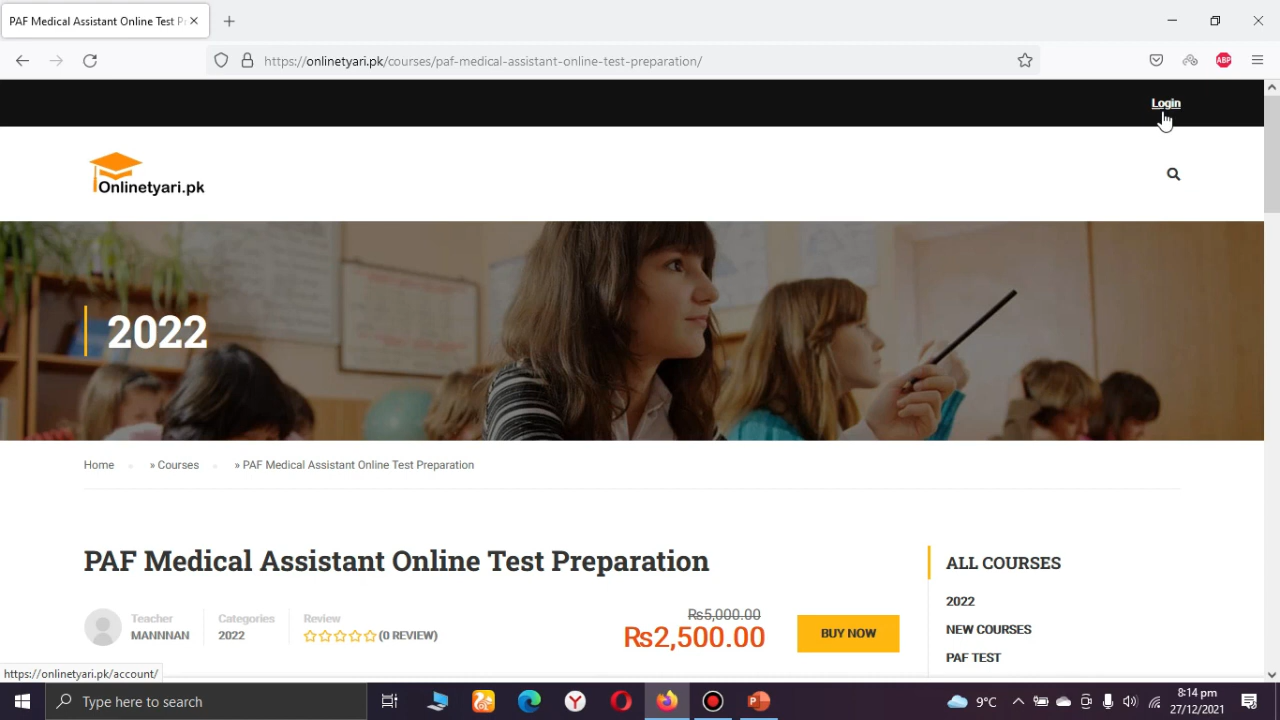 PAF Medical Assistant Online Test Pr
https://onlinetyari.pk/courses/paf-medical-assistant-online-test-preparation/
ABP
Login
Onlinetyari.pk
2022
Home » Courses » PAF Medical Assistant Online Test Preparation
PAF Medical Assistant Online Test Preparation
ALL COURSES
2022
NEW COURSES
PAF TEST
Teacher
MANNNAN
Categories
2022
Review
(0 REVIEW)
₨5,000.00
₨2,500.00
BUY NOW
https://onlinetyari.pk/account/
Type here to search
9°C
8:14 pm
27/12/2021